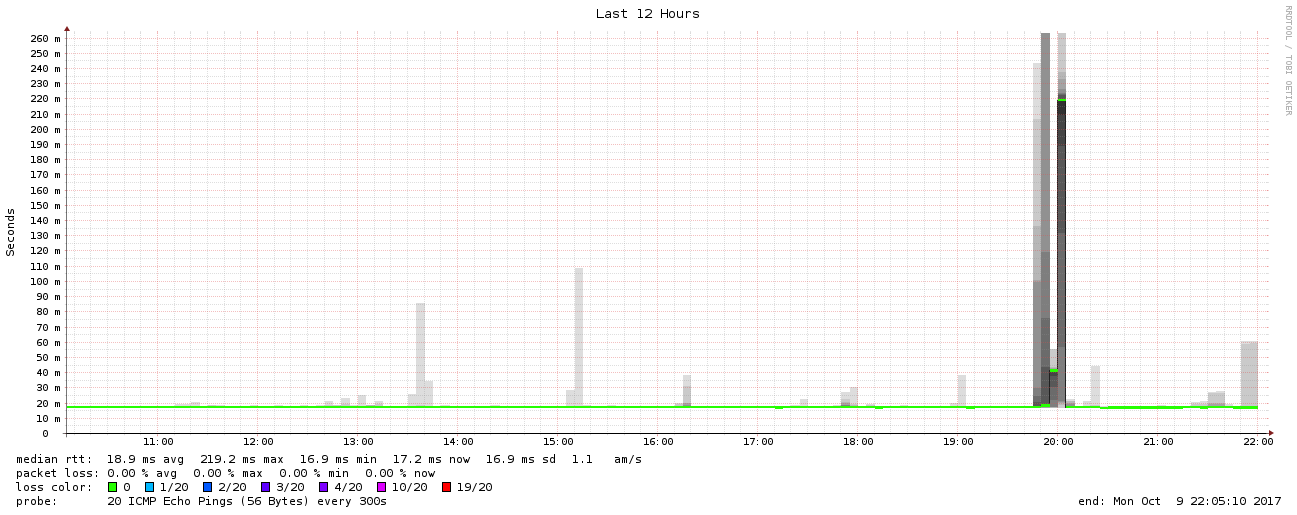 Last 12 Hours
RRDTOOL / TOBI OETIKER
Seconds
260 m
250 m
240 m
230 m
220 m
210 m
200 m
190 m
180 m
170 m
160 m
150 m
140 m
130 m
120 m
110 m
100 m
90 m
80 m
70 m
60 m
50 m
40 m
30 m
20 m
10 m
0
11:00 12:00 13:00 14:00 15:00 16:00 17:00 18:00 19:00 20:00 21:00 22:00
median rtt: 18.9 ms avg 219.2 ms max 16.9 ms min 17.2 ms now 16.9 ms sd 1.1 am/s
packet loss: 0.00 % avg 0.00 % max 0.00 % min 0.00 % now
loss color: 0 1/20 2/20 3/20 4/20 10/20 19/20
probe: 20 ICMP Echo Pings (56 Bytes) every 300s end: Mon Oct 9 22:05:10 2017